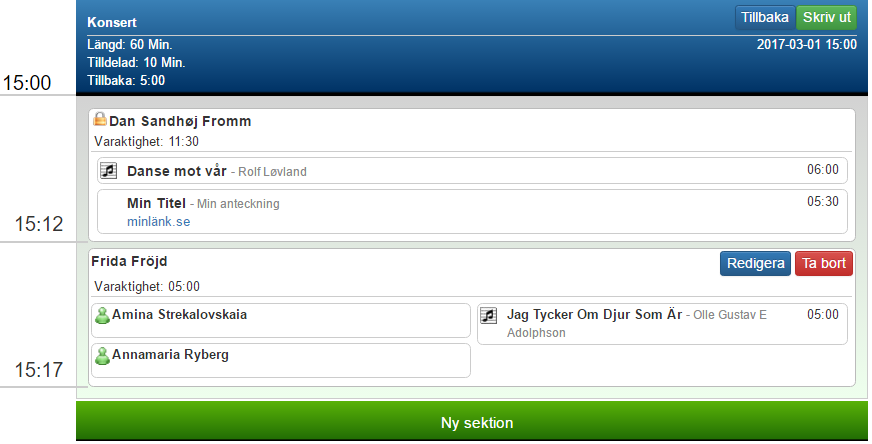 Konsert
Tillbaka
Skriv ut
Längd: 60 Min.
2017-03-01 15:00
Tilldelad: 10 Min.
Tillbaka: 5:00
15:00
Dan Sandhøj Fromm
Varaktighet: 11:30
Danse mot vår - Rolf Løvland
06:00
Min Titel - Min anteckning
05:30
minlänk.se
15:12
Frida Fröjd
Redigera
Ta bort
Varaktighet: 05:00
Amina Strekalovskaia
Jag Tycker Om Djur Som Är - Olle Gustav E
05:00
Adolphson
Annamaria Ryberg
15:17
Ny sektion